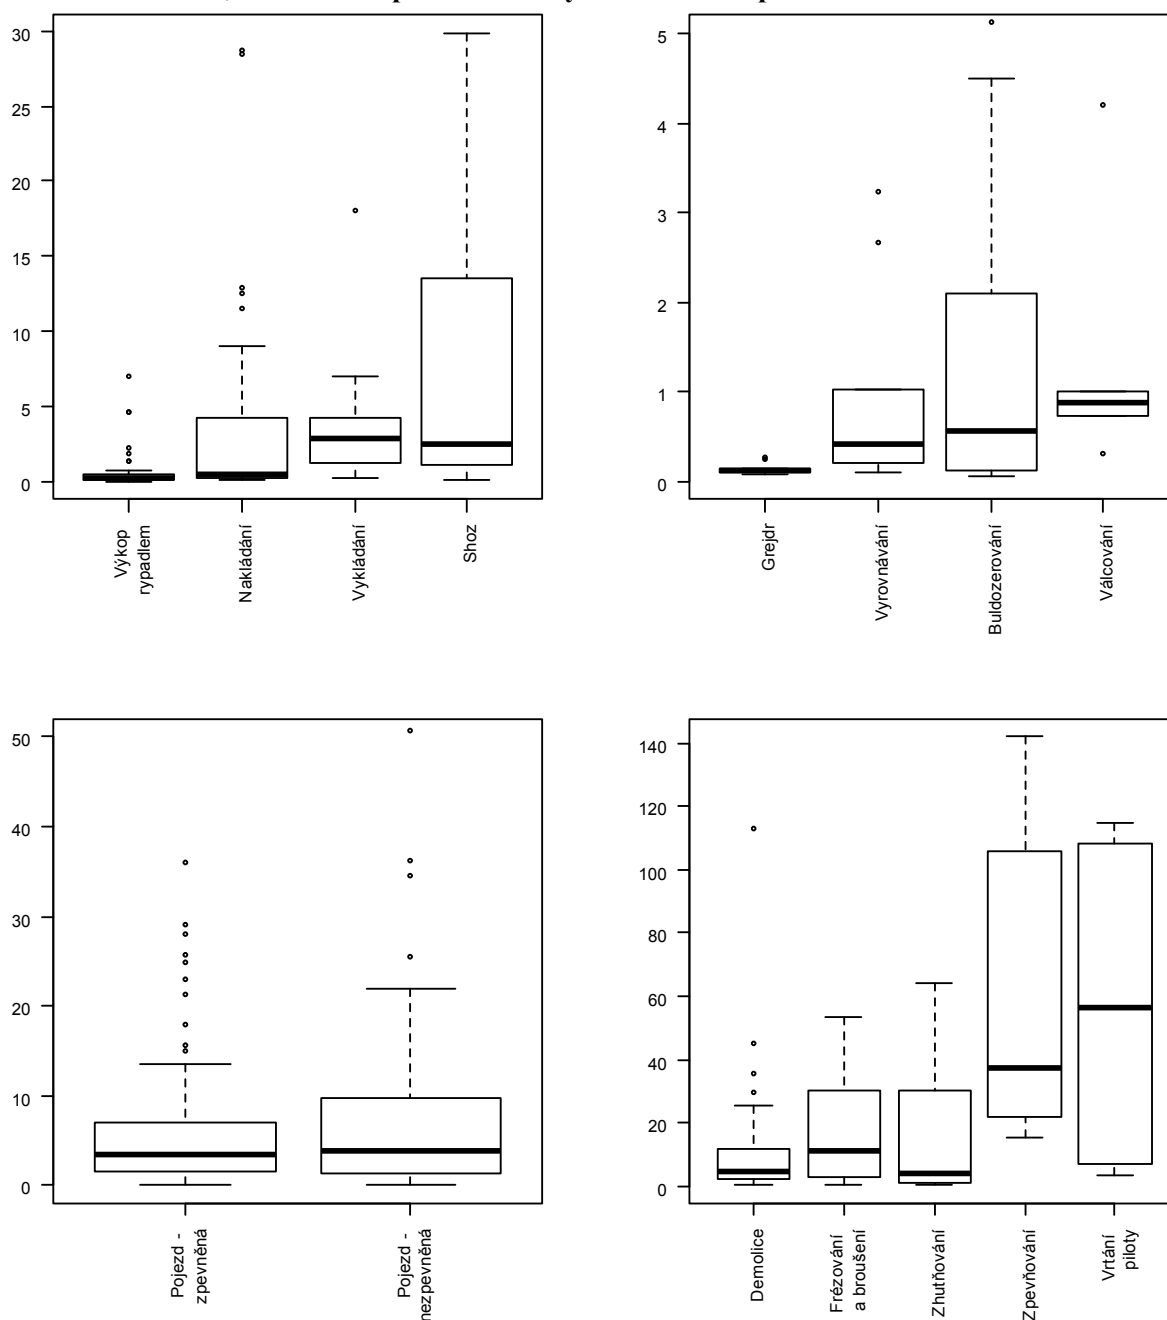 30
25
20
15
10
5
0
Výkop
rypadlem
Nakládání
Vykládání
Shoz
5
4
3
2
1
0
Grejdr
Vyrovnávání
Buldozerování
Válcování
50
40
30
20
10
0
Pojezd -
zpevněná
Pojezd -
nezpevněná
140
120
100
80
60
40
20
0
Demolice
Frézování
a broušení
Zhutňování
Zpevňování
Vrtání
piloty